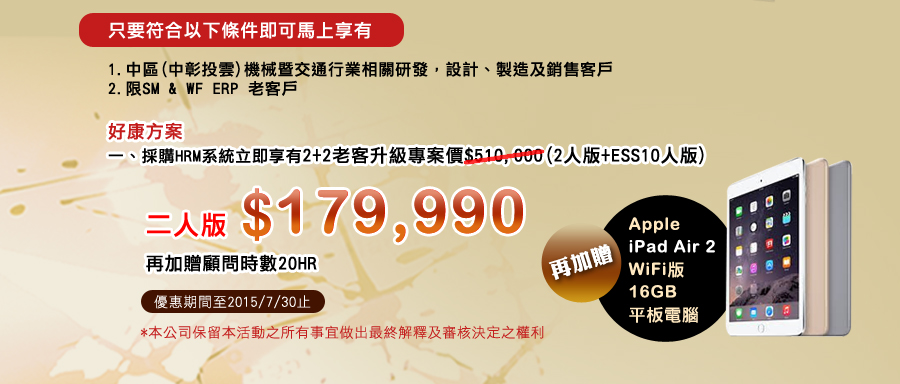 只要符合以下條件即可馬上享有
1.中區(中彰投雲)機械暨交通行業相關研發，設計、製造及銷售客戶
2.限SM & WF ERP 老客戶
好康方案
一、採購HRM系統立即享有2+2老客升級專案價$510,000(2人版+ESS10人版)
二人版 $179,990
再加贈顧問時數20HR
優惠期間至2015/7/30止
*本公司保留本活動之所有事宜做出最終解釋及審核決定之權利
再加贈
Apple
iPad Air 2
WiFi版
16GB
平板電腦